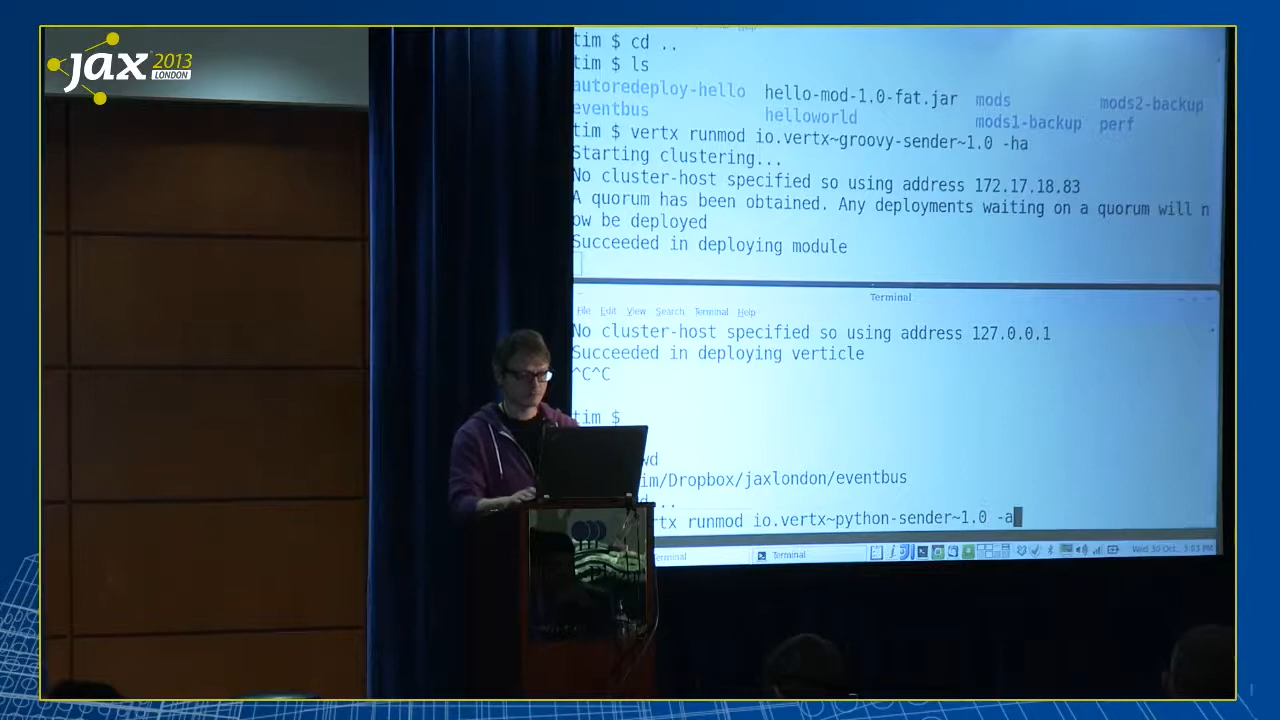 jax 2013
LONDON
tim $ cd ..
tim $ ls
autoredeploy-hello hello-mod-1.0-fat.jar mods mods2-backup
eventbus helloworld mods1-backup perf
tim $ vertx runmod io.vertx~groovy-sender~1.0 -ha
Starting clustering...
No cluster-host specified so using address 172.17.18.83
A quorum has been obtained. Any deployments waiting on a quorum will n
ow be deployed
Succeeded in deploying module
Terminal
File Edit View Search Terminal Help
No cluster-host specified so using address 127.0.0.1
Succeeded in deploying verticle
^C^C
tim $
wd
im/Dropbox/jaxlondon/eventbus
d..
rtx runmod io.vertx~python-sender~1.0 -a
Terminal Terminal Wed 30 Oct,